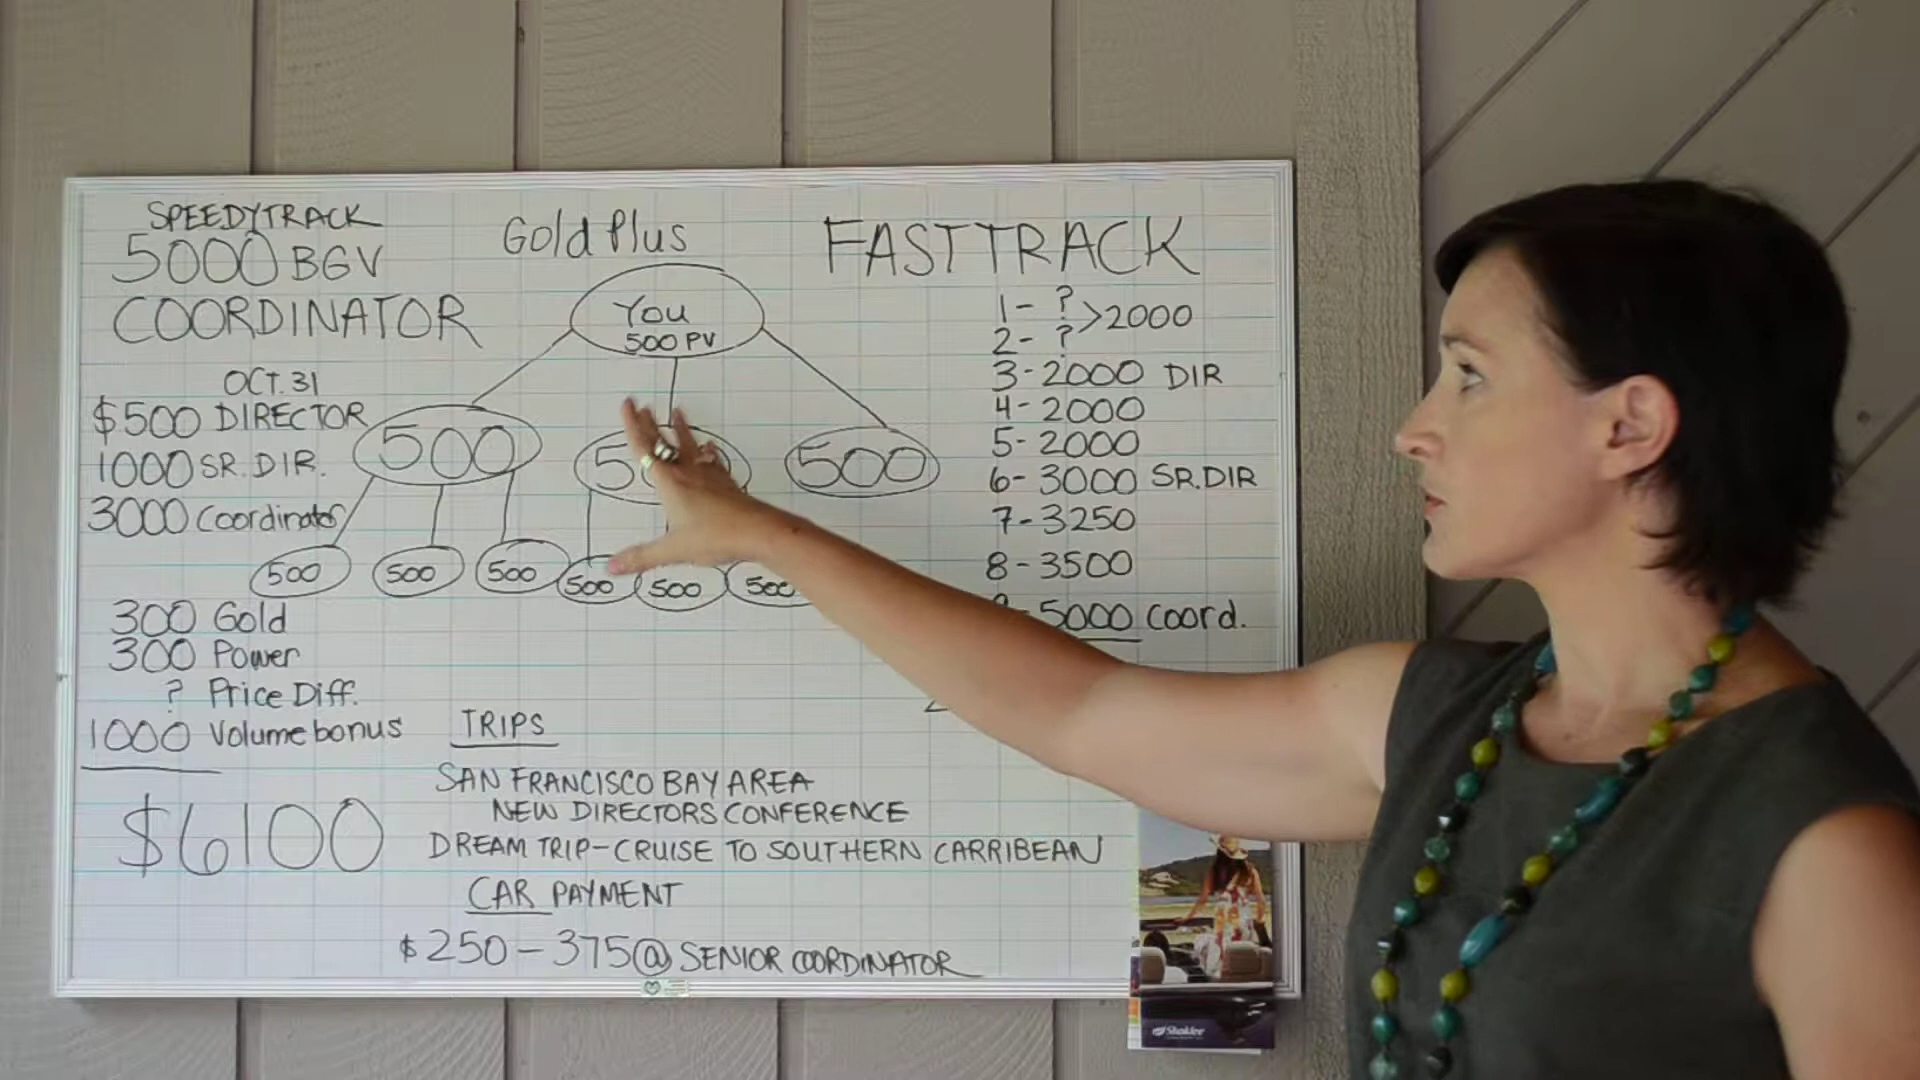 SPEEDYTRACK
5000 BGV
COORDINATOR
OCT. 31
$500 DIRECTOR
1000 SR. DIR.
3000 Coordinator
300 Gold
300 Power
? Price Diff.
1000 Volume bonus
$6100
Gold Plus
You
500 PV
500
500
500 500 500 500 500 500
TRIPS
SAN FRANCISCO BAY AREA
NEW DIRECTORS CONFERENCE
DREAM TRIP-CRUISE TO SOUTHERN CARRIBEAN
CAR PAYMENT
$250-375@ SENIOR COORDINATOR
FASTTRACK
1- ? >2000
2- ?
3-2000 DIR
4-2000
5-2000
6-3000 SR.DIR
7-3250
8-3500
5000 Coord.
Shaklee